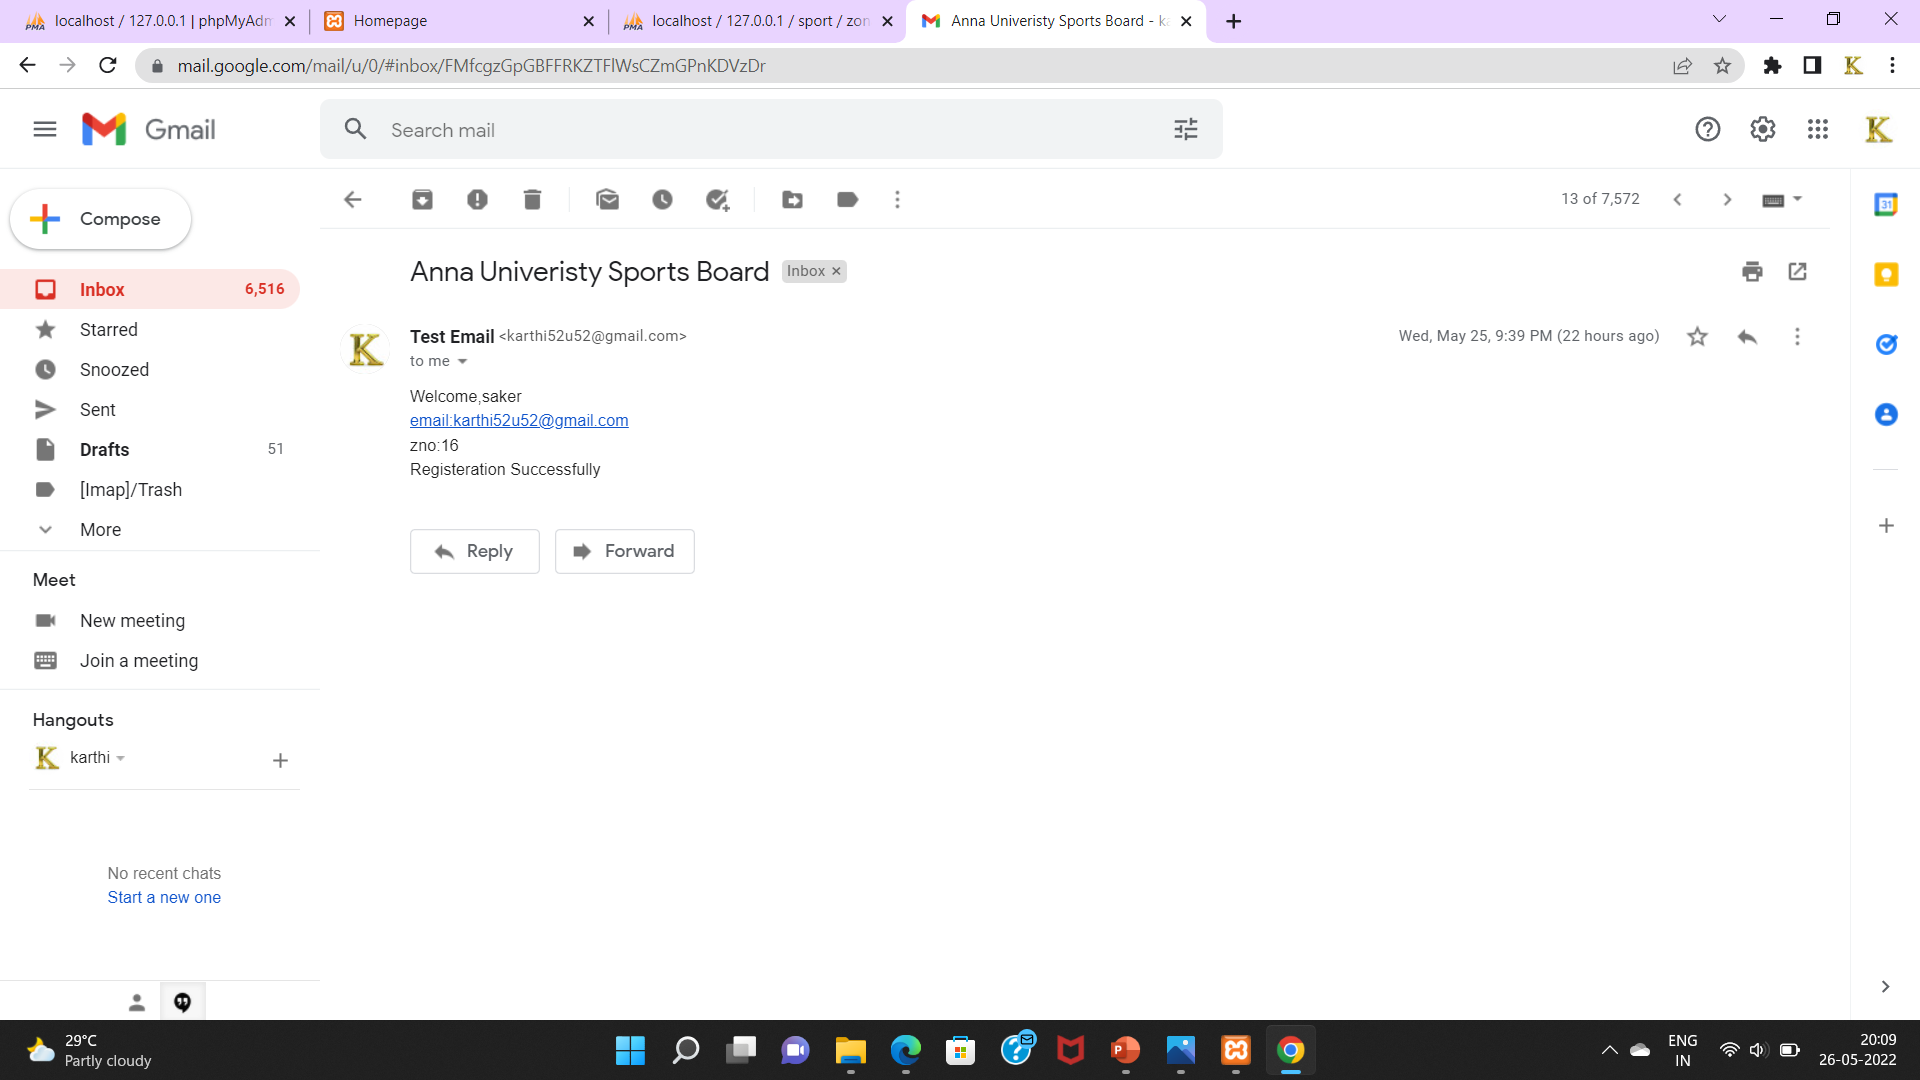 localhost / 127.0.0.1 | phpMyAdm
Homepage
localhost / 127.0.0.1 / sport / zon
Anna Univeristy Sports Board - ka
mail.google.com/mail/u/0/#inbox/FMfcgzGpGBFFRKZTFlWsCZmGPnKDVzDr
Gmail
Search mail
Compose
13 of 7,572
Anna Univeristy Sports Board
Inbox ×
Inbox 6,516
Starred
Snoozed
Sent
Drafts 51
[Imap]/Trash
More
Test Email <karthi52u52@gmail.com>
Wed, May 25, 9:39 PM (22 hours ago)
to me
Welcome,saker
email:karthi52u52@gmail.com
zno:16
Registeration Successfully
Reply
Forward
Meet
New meeting
Join a meeting
Hangouts
karthi
No recent chats
Start a new one
29°C
Partly cloudy
ENG
IN
20:09
26-05-2022